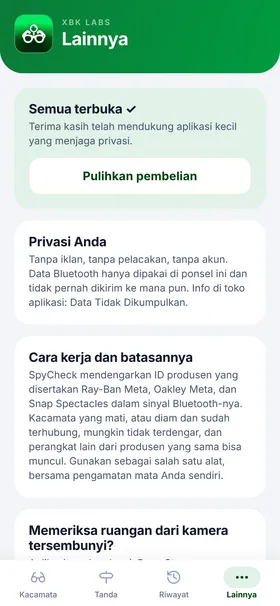 XBK LABS
Lainnya
Semua terbuka ✓
Terima kasih telah mendukung aplikasi kecil
yang menjaga privasi.
Pulihkan pembelian
Privasi Anda
Tanpa iklan, tanpa pelacakan, tanpa akun.
Data Bluetooth hanya dipakai di ponsel ini dan
tidak pernah dikirim ke mana pun. Info di toko
aplikasi: Data Tidak Dikumpulkan.
Cara kerja dan batasannya
SpyCheck mendengarkan ID produsen yang
disertakan Ray-Ban Meta, Oakley Meta, dan
Snap Spectacles dalam sinyal Bluetooth-nya.
Kacamata yang mati, atau diam dan sudah
terhubung, mungkin tidak terdengar, dan
perangkat lain dari produsen yang sama bisa
muncul. Gunakan sebagai salah satu alat,
bersama pengamatan mata Anda sendiri.
Memeriksa ruangan dari kamera
tersembunyi?
Kacamata
Tanda
Riwayat
Lainnya